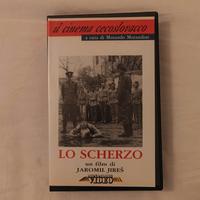 il cinema cecoslovacco
a cura di Morando Morandini
LO SCHERZO
un film di
JAROMIL JIREŠ
VIDEO